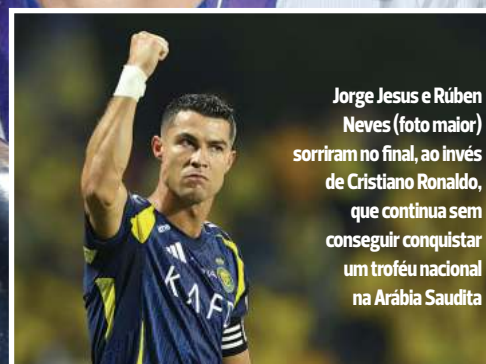 Jorge Jesus e Rúben
Neves (foto maior)
sorriram no final, ao invés
de Cristiano Ronaldo,
que continua sem
conseguir conquistar
um troféu nacional
na Arábia Saudita
KAFD